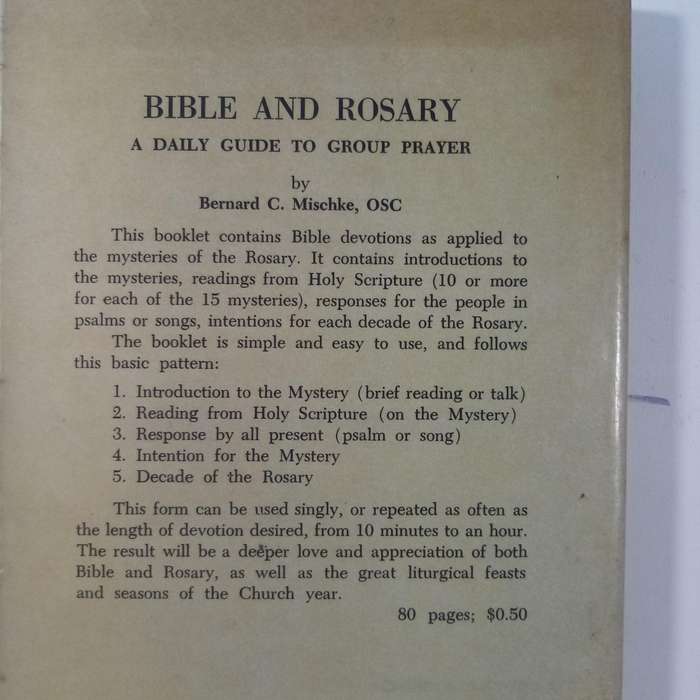 BIBLE AND ROSARY
A DAILY GUIDE TO GROUP PRAYER
by
Bernard C. Mischke, OSC
This booklet contains Bible devotions as applied to
the mysteries of the Rosary. It contains introductions to
the mysteries, readings from Holy Scripture (10 or more
for each of the 15 mysteries), responses for the people in
psalms or songs, intentions for each decade of the Rosary.
The booklet is simple and easy to use, and follows
this basic pattern:
1. Introduction to the Mystery (brief reading or talk)
2. Reading from Holy Scripture (on the Mystery)
3. Response by all present (psalm or song)
4. Intention for the Mystery
5. Decade of the Rosary
This form can be used singly, or repeated as often as
the length of devotion desired, from 10 minutes to an hour.
The result will be a deeper love and appreciation of both
Bible and Rosary, as well as the great liturgical feasts
and seasons of the Church year.
80 pages; $0.50